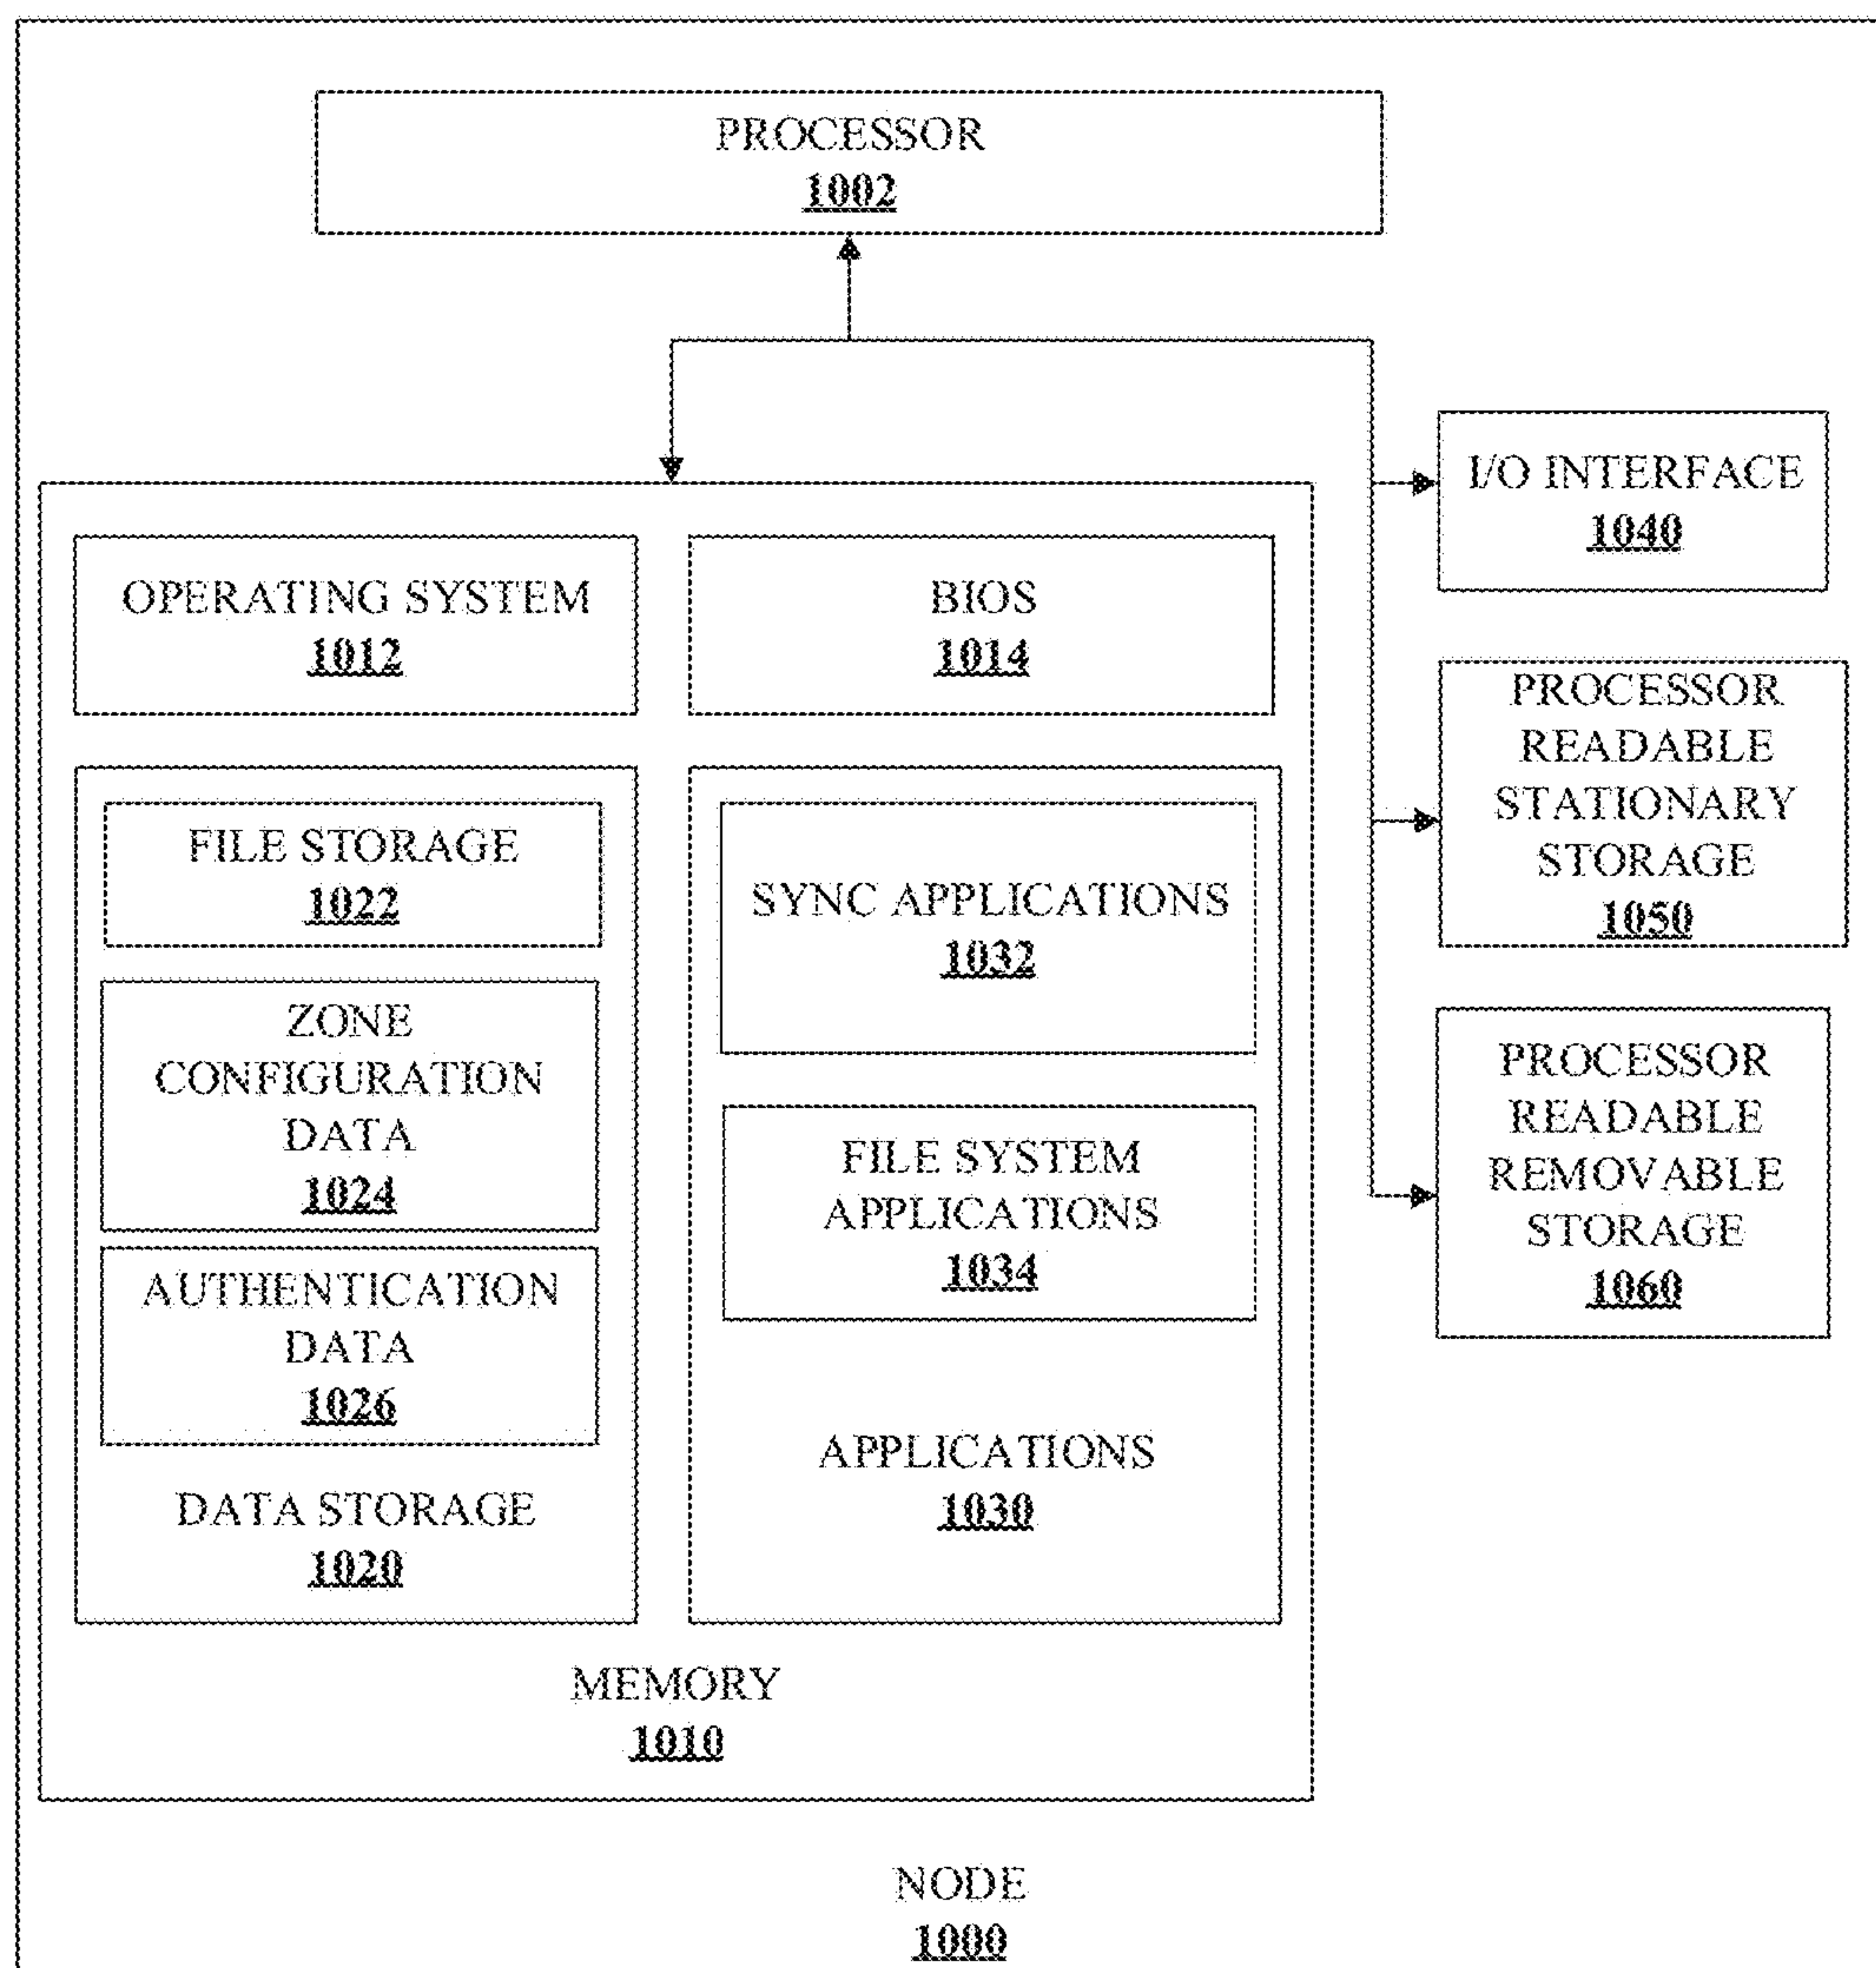 PROCESSOR
1002
I/O INTERFACE
1040
OPERATING SYSTEM
1012
BIOS
1014
PROCESSOR
READABLE
STATIONARY
STORAGE
1050
FILE STORAGE
1022
SYNC APPLICATIONS
1032
ZONE
CONFIGURATION
DATA
1024
FILE SYSTEM
APPLICATIONS
1034
PROCESSOR
READABLE
REMOVABLE
STORAGE
1060
AUTHENTICATION
DATA
1026
APPLICATIONS
1030
DATA STORAGE
1020
MEMORY
1010
NODE
1000